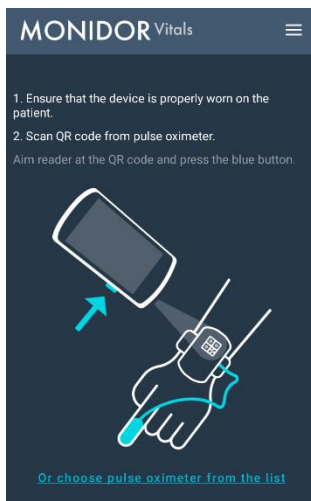 MONIDOR Vitals
1. Ensure that the device is properly worn on the
patient.
2. Scan QR code from pulse oximeter.
Aim reader at the QR code and press the blue button.
Or choose pulse oximeter from the list